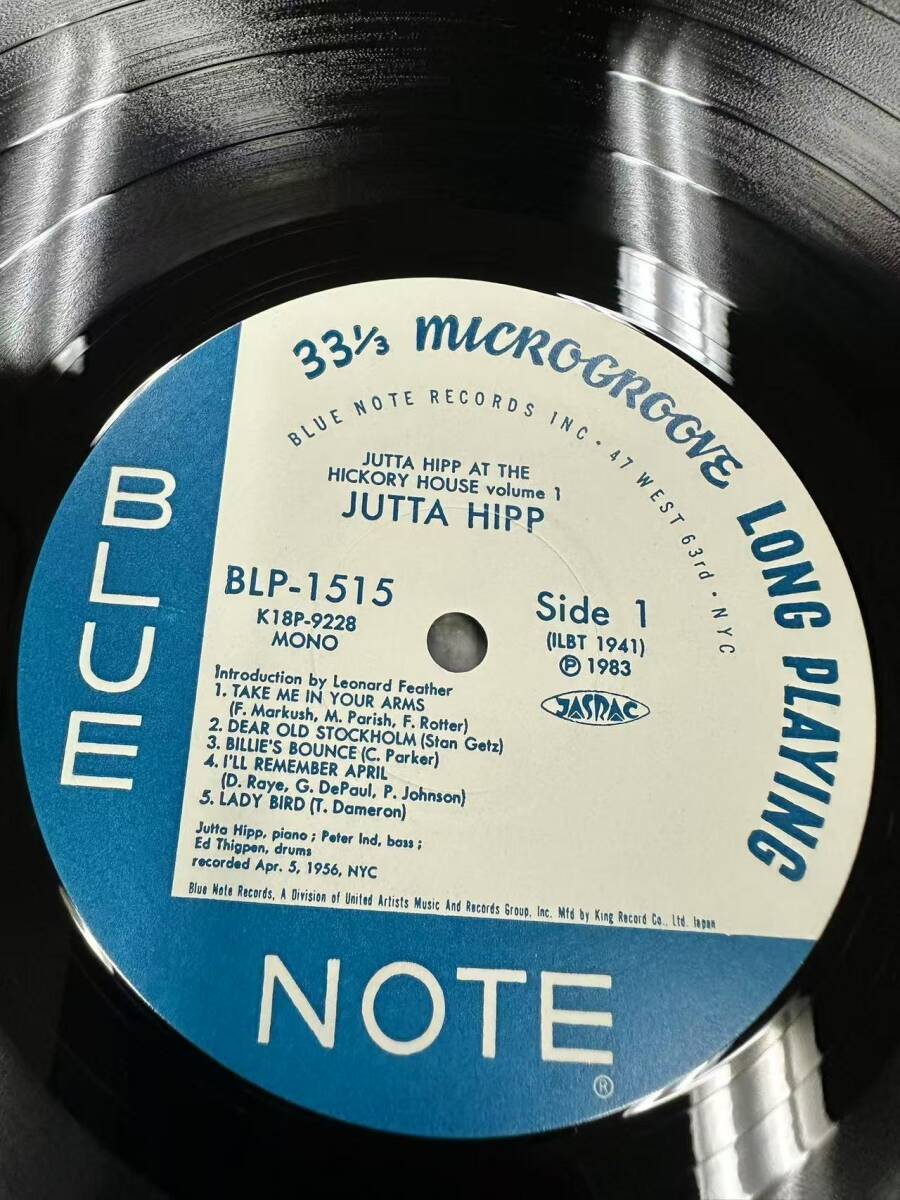 33⅓ MICROGROOVE LONG PLAYING
BLUE NOTE RECORDS INC • 47 WEST 63rd • NYC
JUTTA HIPP AT THE
HICKORY HOUSE volume 1
JUTTA HIPP
BLP-1515
K18P-9228
MONO
Side 1
(ILBT 1941)
Ⓟ 1983
JASRAC
Introduction by Leonard Feather
1. TAKE ME IN YOUR ARMS
(F. Markush, M. Parish, F. Rotter)
2. DEAR OLD STOCKHOLM (Stan Getz)
3. BILLIE'S BOUNCE (C. Parker)
4. I'LL REMEMBER APRIL
(D. Raye, G. DePaul, P. Johnson)
5. LADY BIRD (T. Dameron)
Jutta Hipp, piano ; Peter Ind, bass ;
Ed Thigpen, drums
recorded Apr. 5, 1956, NYC
Blue Note Records, A Division of United Artists Music And Records Group, Inc. Mfd by King Record Co., Ltd. Japan
BLUE
NOTE
®